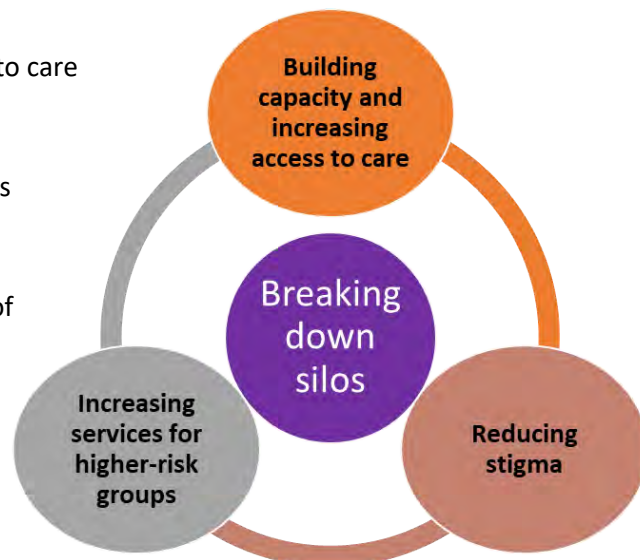 to care
s
of
Building
capacity and
increasing
access to care
Breaking
down
silos
Increasing
services for
higher-risk
groups
Reducing
stigma